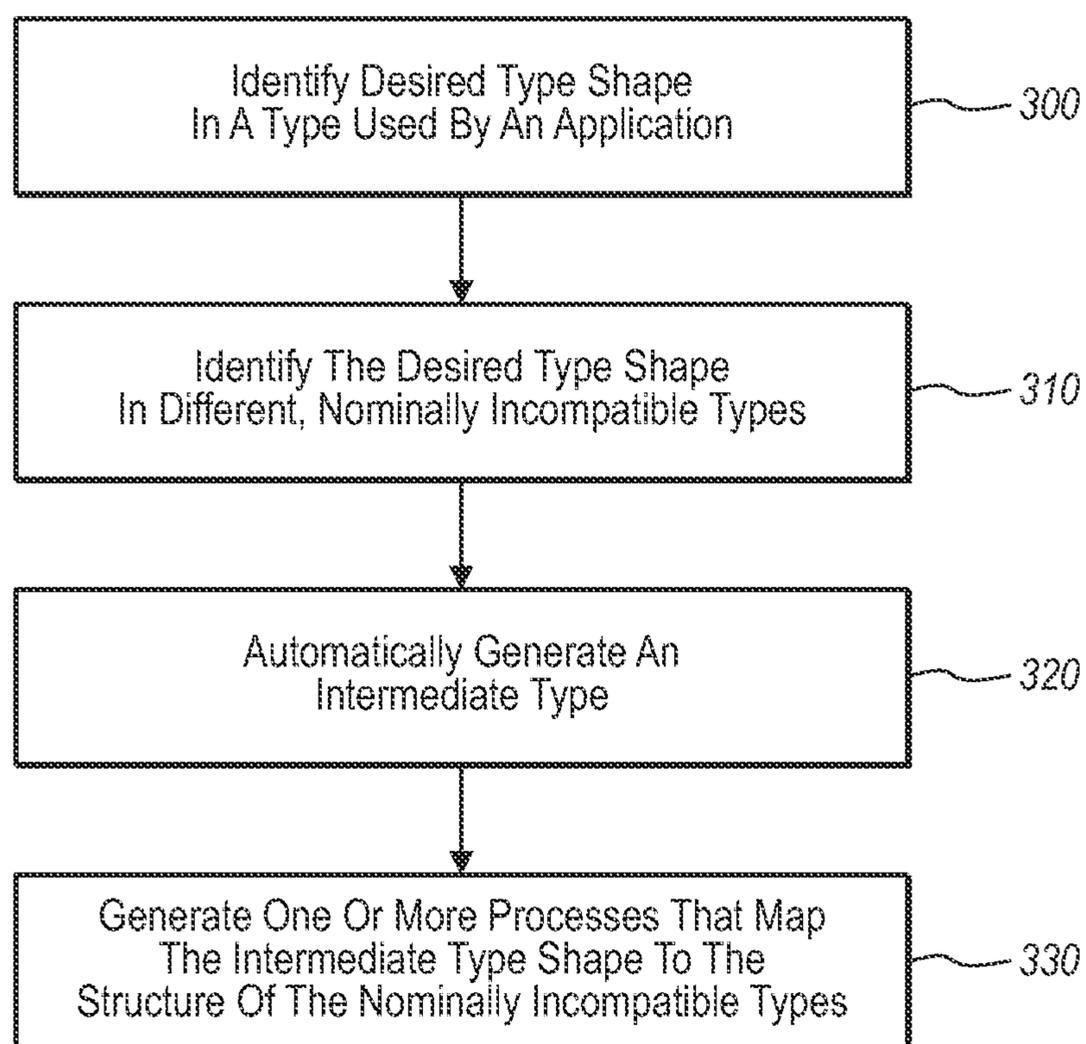 Identify Desired Type Shape
In A Type Used By An Application
300
Identify The Desired Type Shape
In Different, Nominally Incompatible Types
310
Automatically Generate An
Intermediate Type
320
Generate One Or More Processes That Map
The Intermediate Type Shape To The
Structure Of The Nominally Incompatible Types
330